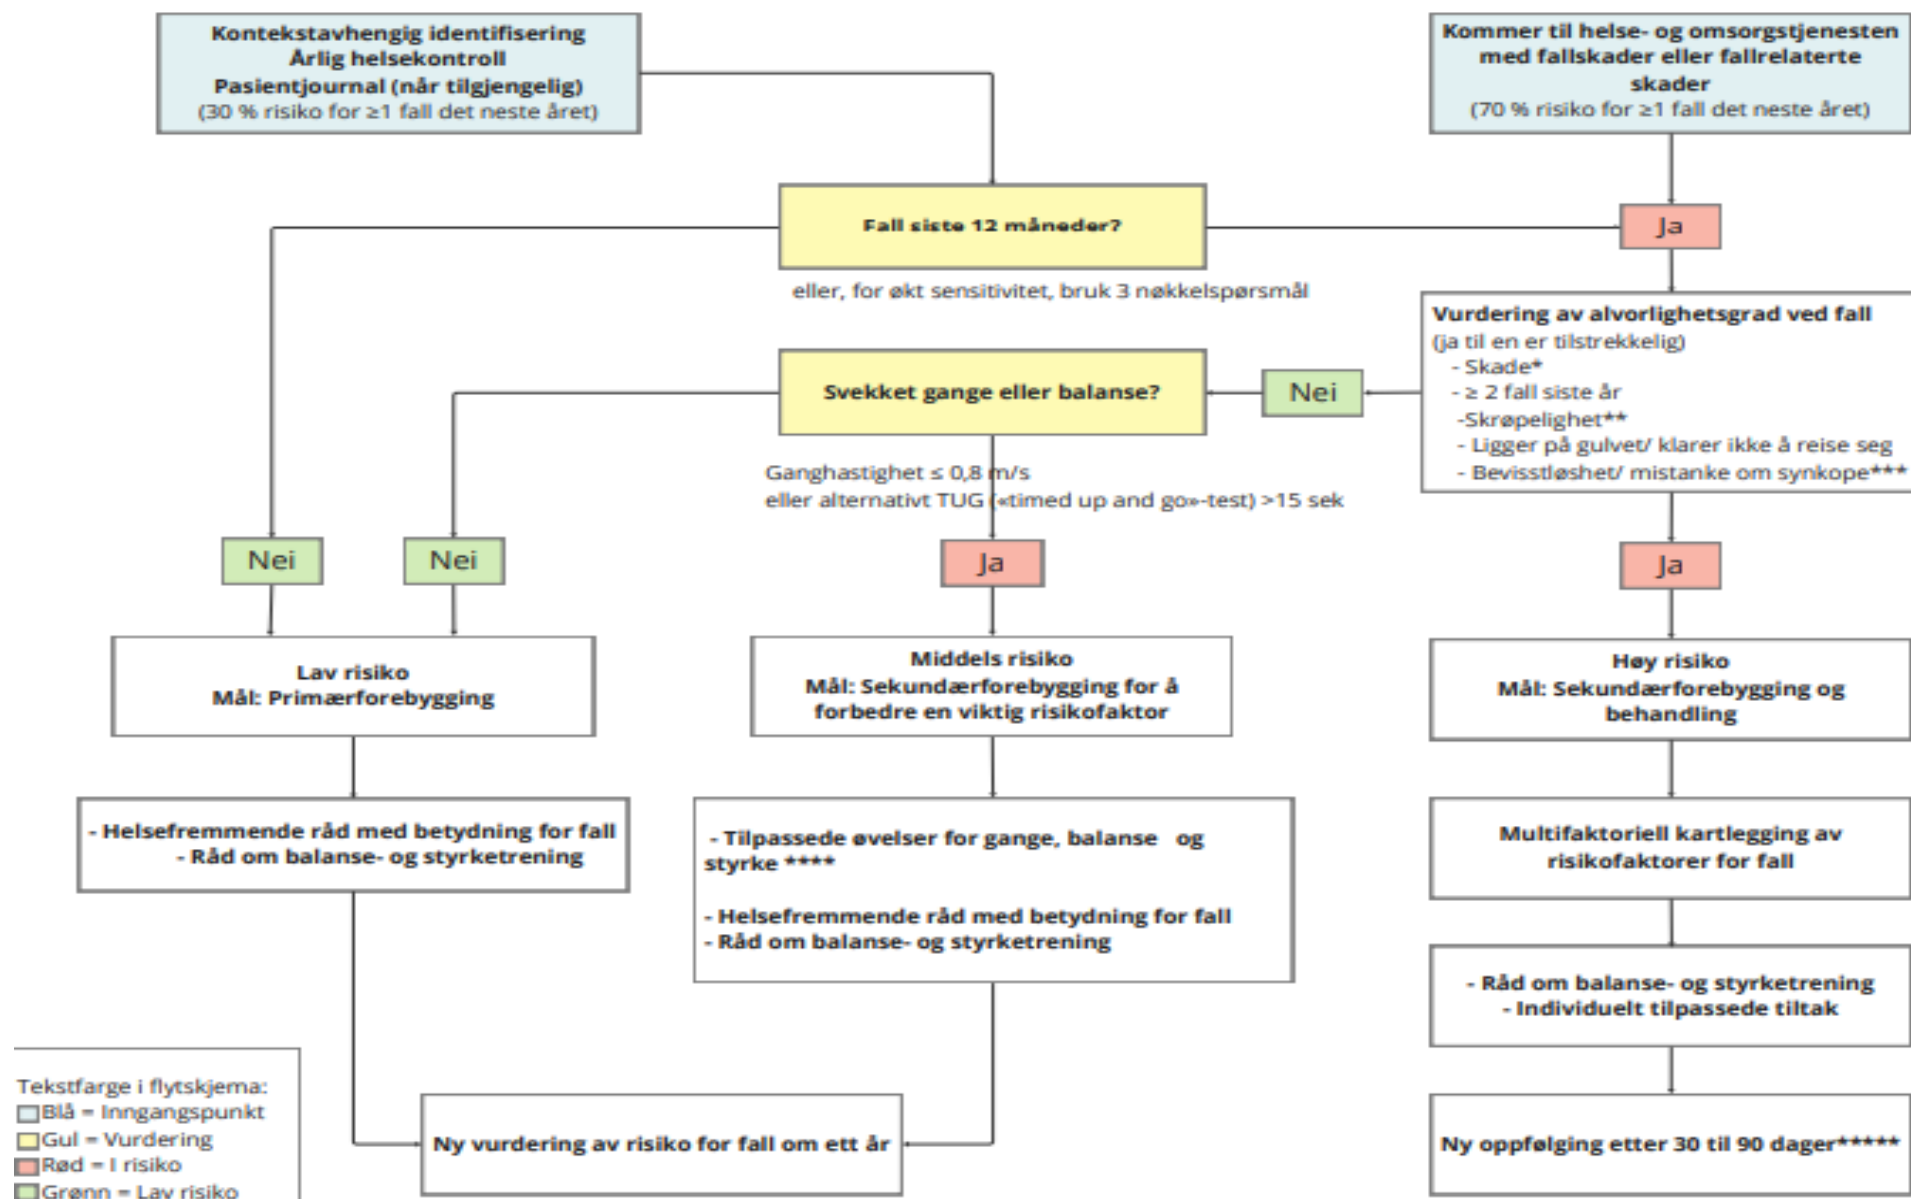 Kontekstavhengig identifisering
Årlig helsekontroll
Pasientjournal (når tilgjengelig)
(30 % risiko for ≥1 fall det neste året)
Kommer til helse- og omsorgstjenesten
med fallskader eller fallrelaterte
skader
(70 % risiko for ≥1 fall det neste året)
Fall siste 12 måneder?
Ja
eller, for økt sensitivitet, bruk 3 nøkkelspørsmål
Vurdering av alvorlighetsgrad ved fall
(ja til en er tilstrekkelig)
- Skade*
- ≥ 2 fall siste år
-Skrøpelighet**
- Ligger på gulvet/ klarer ikke å reise seg
- Bevisstløshet/ mistanke om synkope***
Svekket gange eller balanse?
Nei
Ganghastighet ≤ 0,8 m/s
eller alternativt TUG («timed up and go»-test) >15 sek
Nei
Nei
Ja
Ja
Lav risiko
Mål: Primærforebygging
Middels risiko
Mål: Sekundærforebygging for å
forbedre en viktig risikofaktor
Høy risiko
Mål: Sekundærforebygging og
behandling
- Helsefremmende råd med betydning for fall
- Råd om balanse- og styrketrening
- Tilpassede øvelser for gange, balanse og
styrke ****
- Helsefremmende råd med betydning for fall
- Råd om balanse- og styrketrening
Multifaktoriell kartlegging av
risikofaktorer for fall
- Råd om balanse- og styrketrening
- Individuelt tilpassede tiltak
Tekstfarge i flytskjema:
Blå = Inngangspunkt
Gul = Vurdering
Rød = I risiko
Grønn = Lav risiko
Ny vurdering av risiko for fall om ett år
Ny oppfølging etter 30 til 90 dager*****